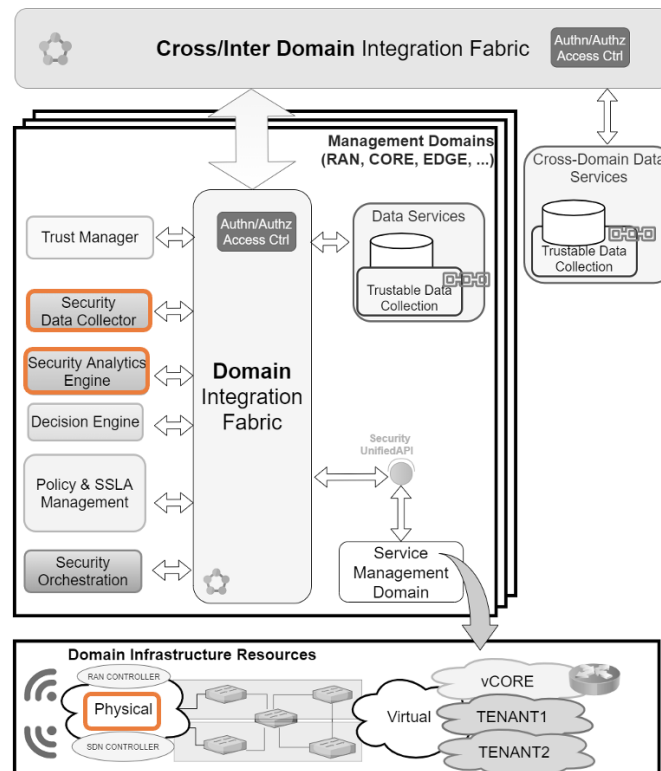 Cross/Inter Domain Integration Fabric
Authn/Authz
Access Ctrl
Management Domains
(RAN, CORE, EDGE, ...)
Cross-Domain Data
Services
Trustable Data
Collection
Authn/Authz
Access Ctrl
Data Services
Trustable Data
Collection
Trust Manager
Security
Data Collector
Security Analytics
Engine
Decision Engine
Policy & SSLA
Management
Security
Orchestration
Domain
Integration
Fabric
Security
UnifiedAPI
Service
Management
Domain
Domain Infrastructure Resources
RAN CONTROLLER
Physical
SDN CONTROLLER
Virtual
vCORE
TENANT1
TENANT2